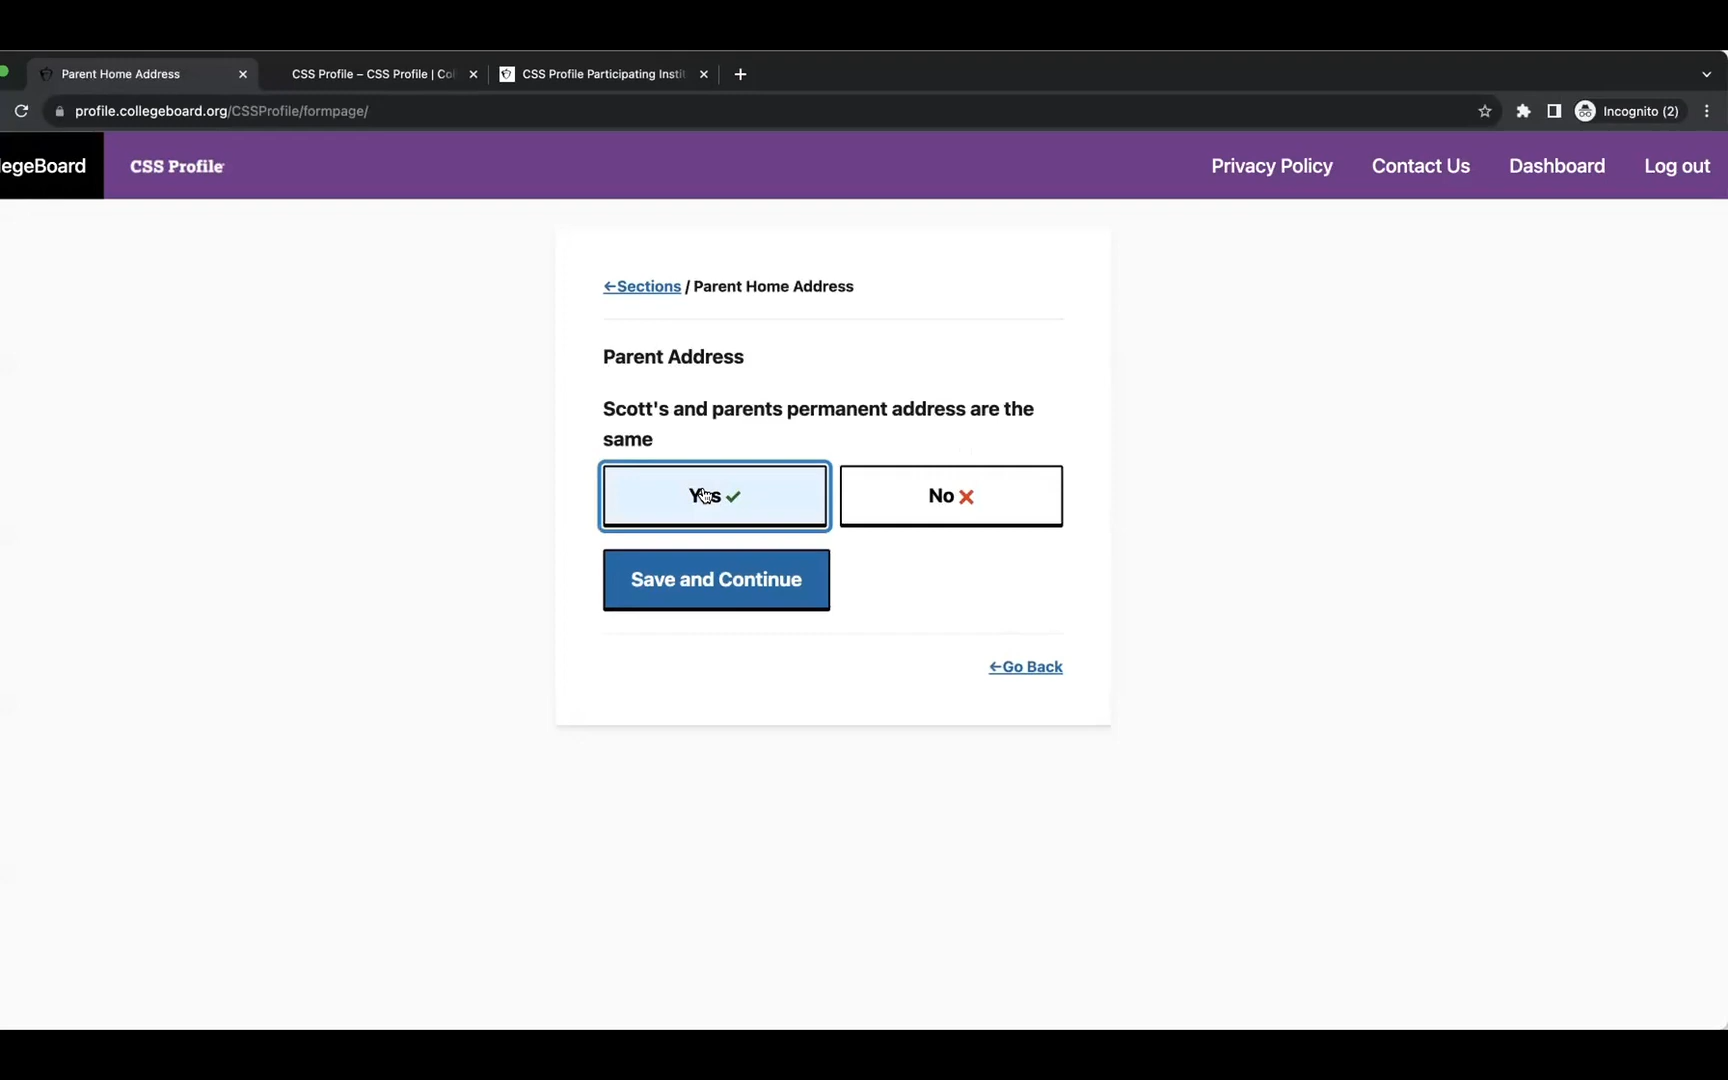 Parent Home Address
CSS Profile – CSS Profile | Co
CSS Profile Participating Insti
profile.collegeboard.org/CSSProfile/formpage/
Incognito (2)
legeBoard
CSS Profile
Privacy Policy
Contact Us
Dashboard
Log out
←Sections / Parent Home Address
Parent Address
Scott's and parents permanent address are the
same
Yes
No
Save and Continue
←Go Back